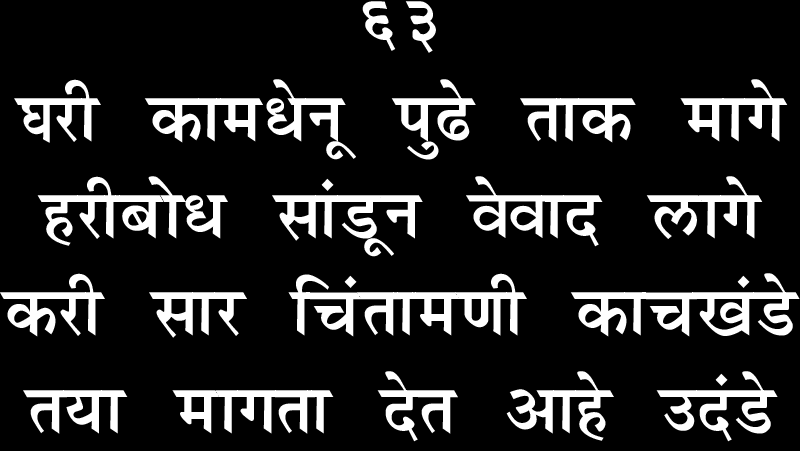 ६३
घरी कामधेनू पुढे ताक मागे
हरीबोध सांडून वेवाद लागे
करी सार चिंतामणी काचखंडे
तया मागता देत आहे उदंडे